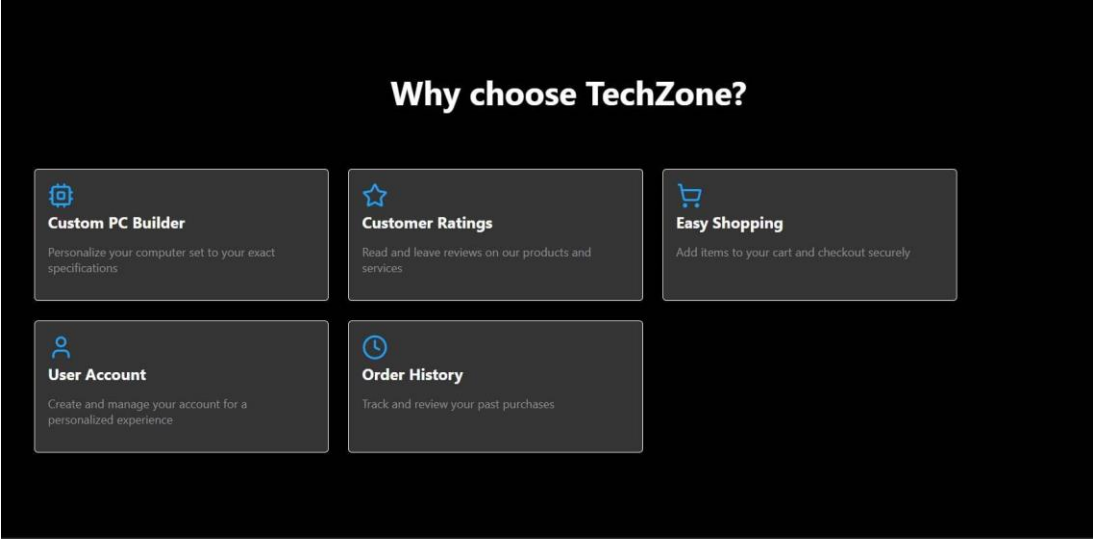 Why choose TechZone?
Custom PC Builder
Personalize your computer set to your exact
specifications
Customer Ratings
Read and leave reviews on our products and
services
Easy Shopping
Add items to your cart and checkout securely
User Account
Create and manage your account for a
personalized experience
Order History
Track and review your past purchases